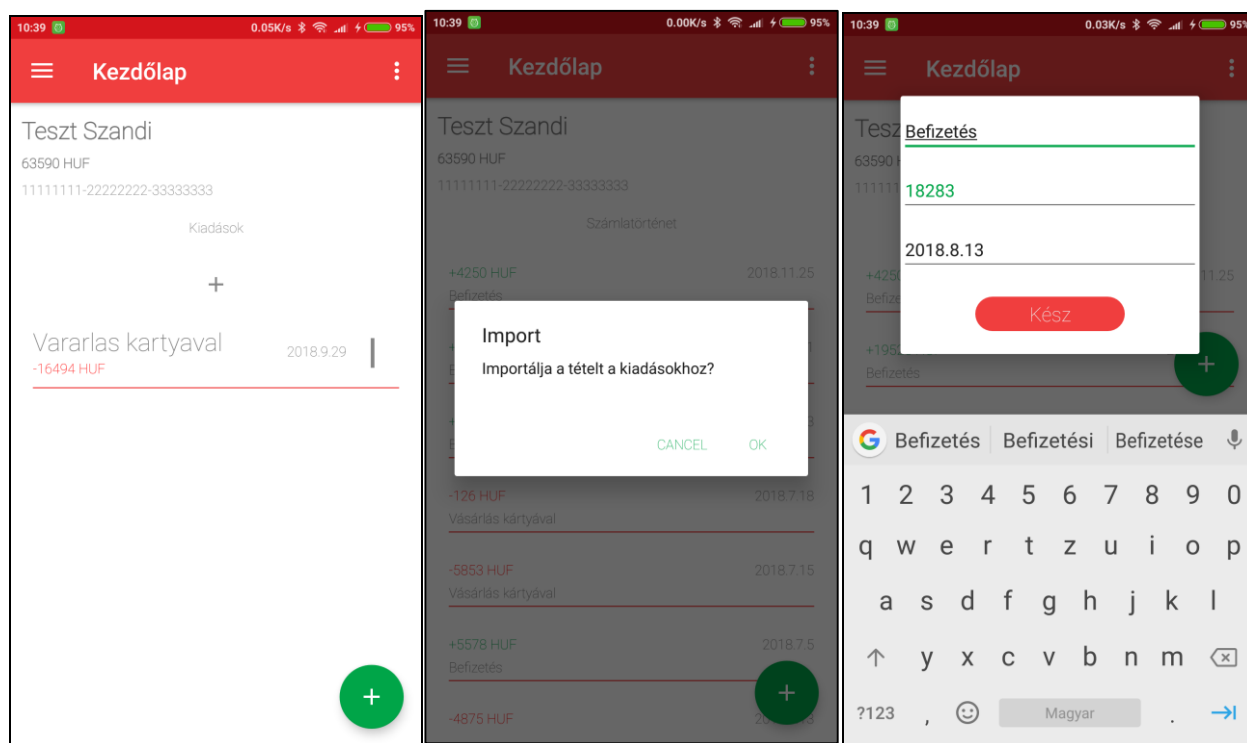 10:39 0.05K/s 95%
Kezdőlap
Teszt Szandi
63590 HUF
11111111-22222222-33333333
Kiadások
+
Vararlas kartyaval 2018.9.29
-16494 HUF
+
10:39 0.00K/s 95%
Kezdőlap
Teszt Szandi
63590 HUF
11111111-22222222-33333333
Számlatörténet
+4250 HUF 2018.11.25
Befizetés
Import
Importálja a tételt a kiadásokhoz?
CANCEL OK
-126 HUF 2018.7.18
Vásárlás kártyával
-5853 HUF 2018.7.15
Vásárlás kártyával
+5578 HUF 2018.7.5
Befizetés
+
-4875 HUF
10:39 0.03K/s 95%
Kezdőlap
Befizetés
63590
18283
2018.8.13
Kész
+
Befizetés
G Befizetés Befizetési Befizetése
1 2 3 4 5 6 7 8 9 0
q w e r t z u i o p
a s d f g h j k l
y x c v b n m
?123 , Magyar .